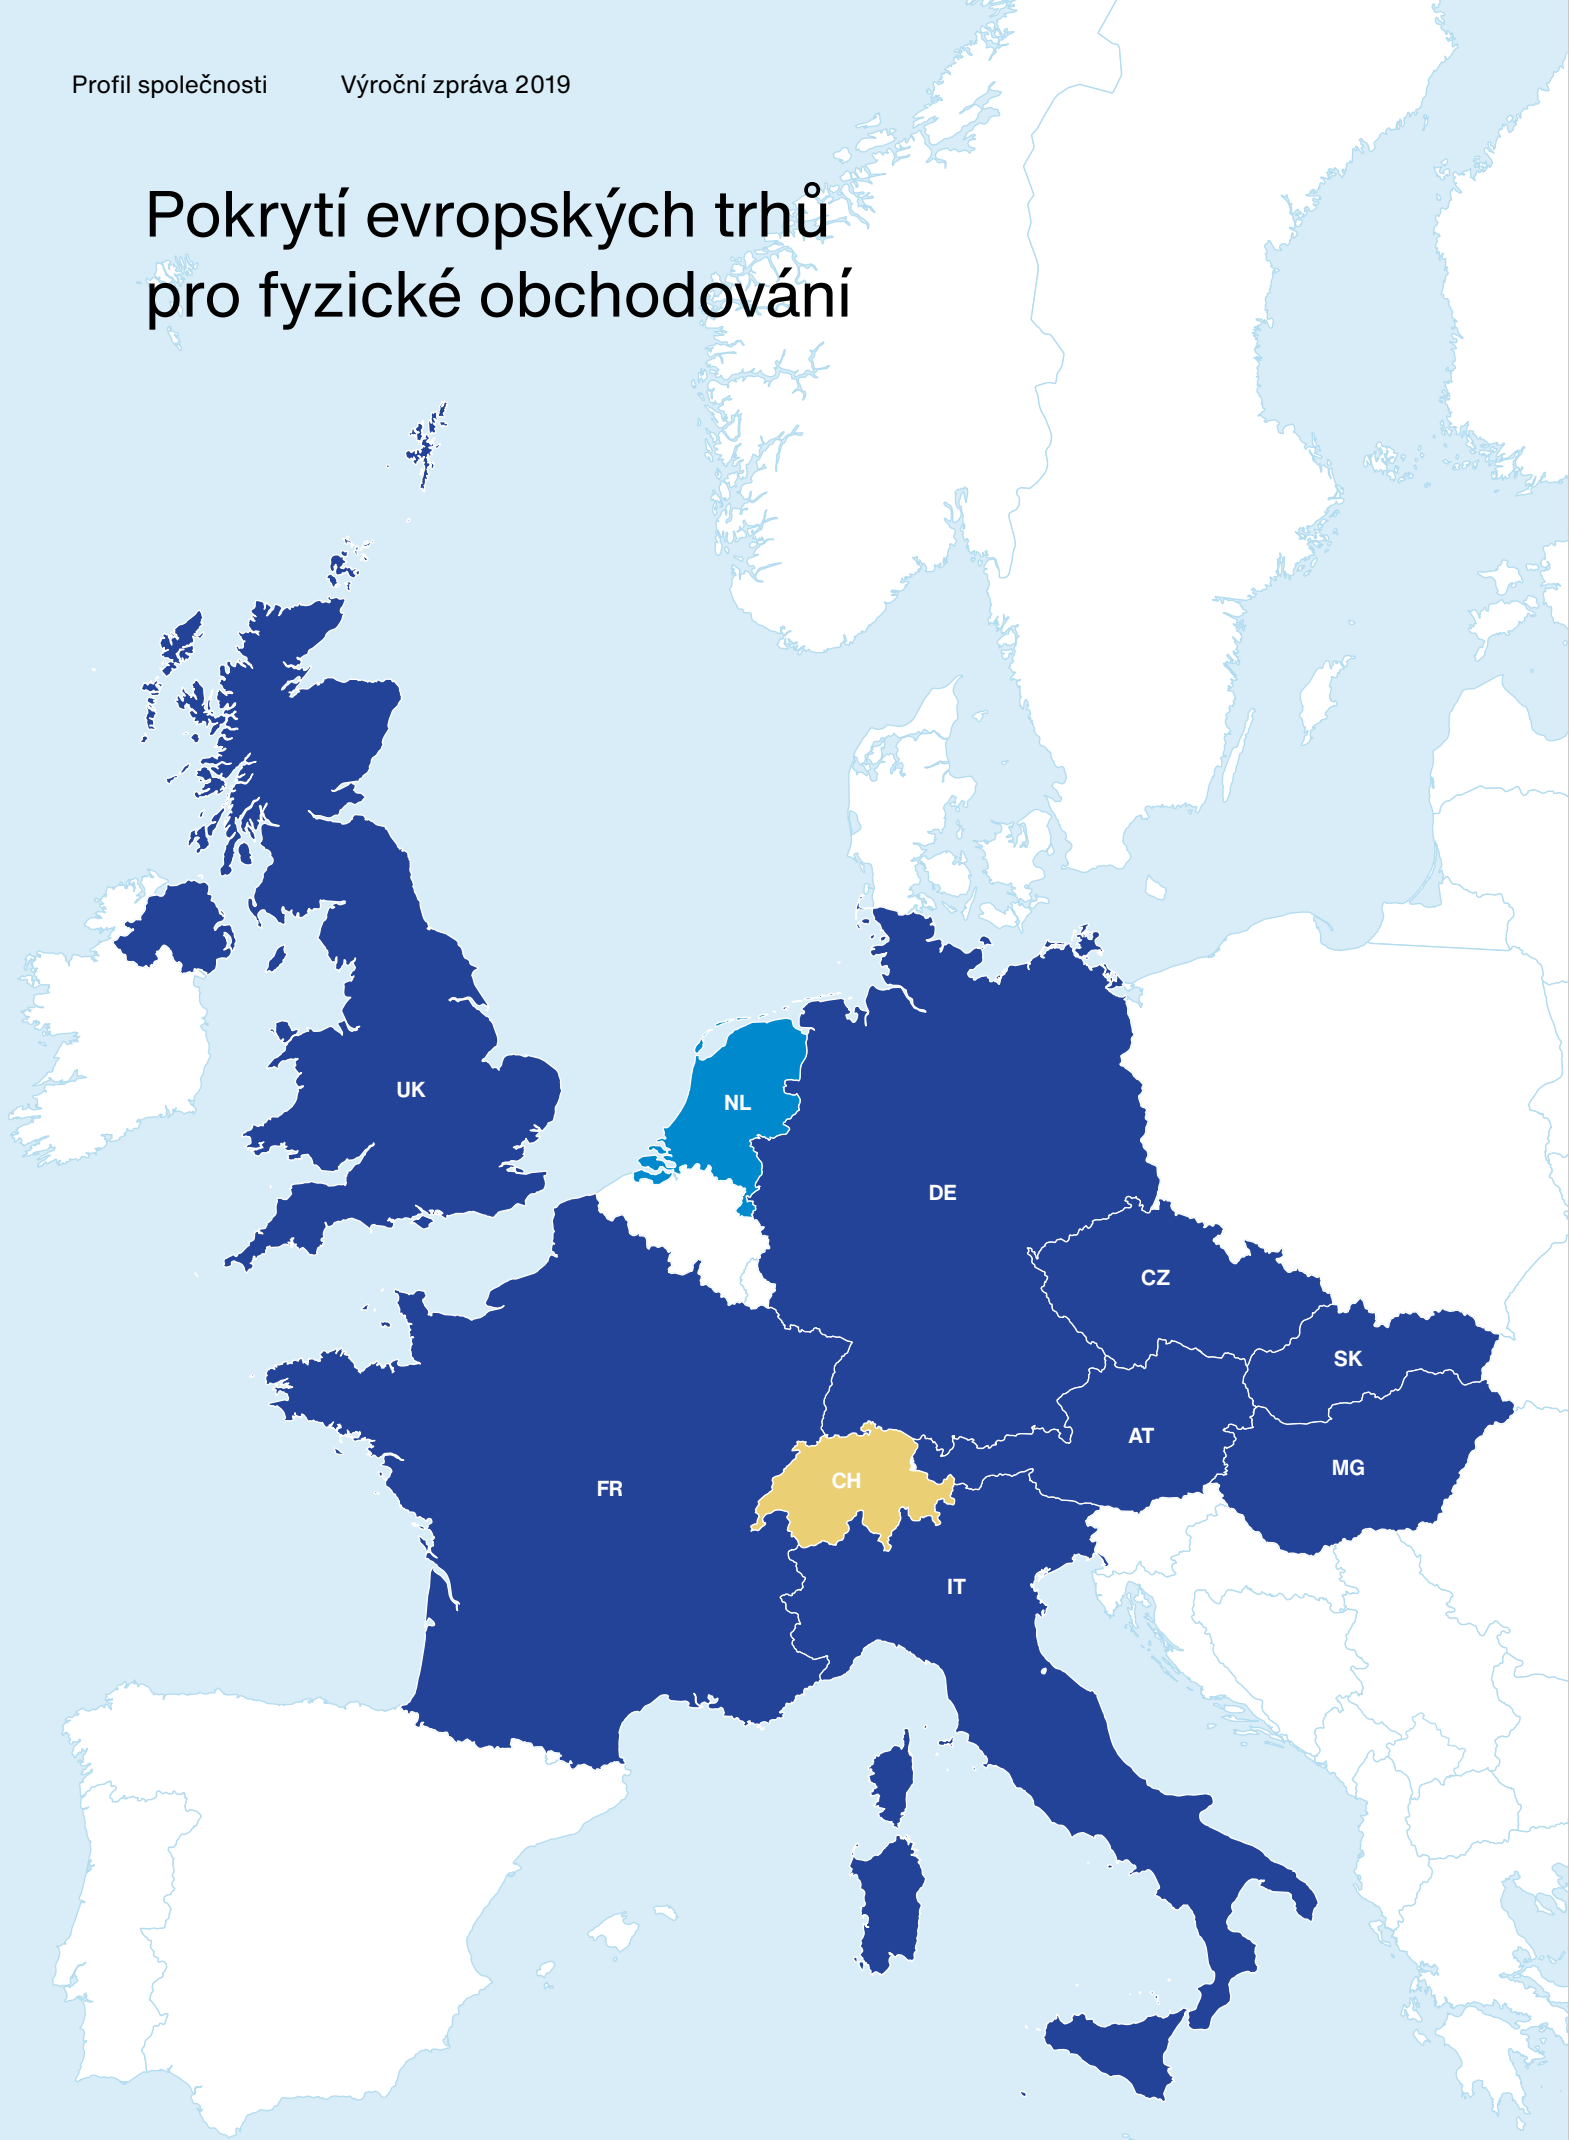 Profil společnosti Výroční zpráva 2019
Pokrytí evropských trhů
pro fyzické obchodování
UK
NL
DE
CZ
SK
AT
MG
FR
CH
IT